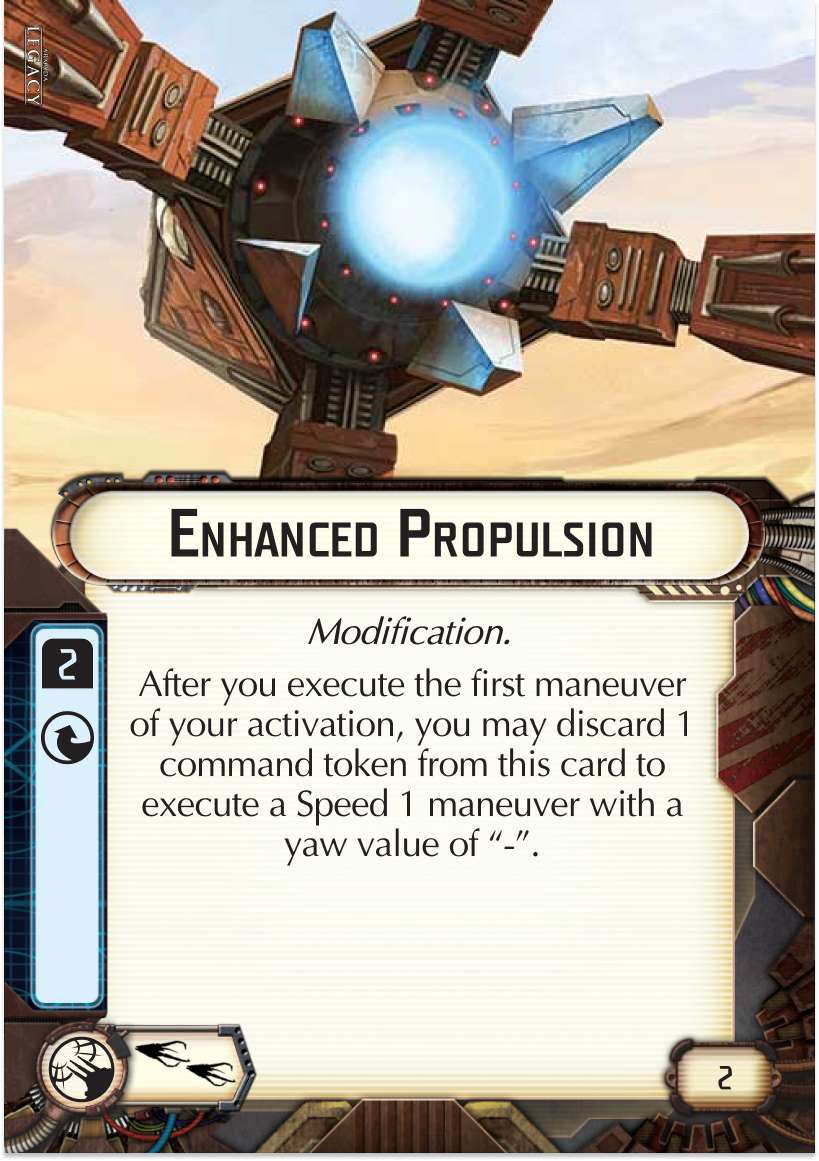 ARMADA
LEGACY
ENHANCED PROPULSION
2
Modification.
After you execute the first maneuver
of your activation, you may discard 1
command token from this card to
execute a Speed 1 maneuver with a
yaw value of “-”.
2